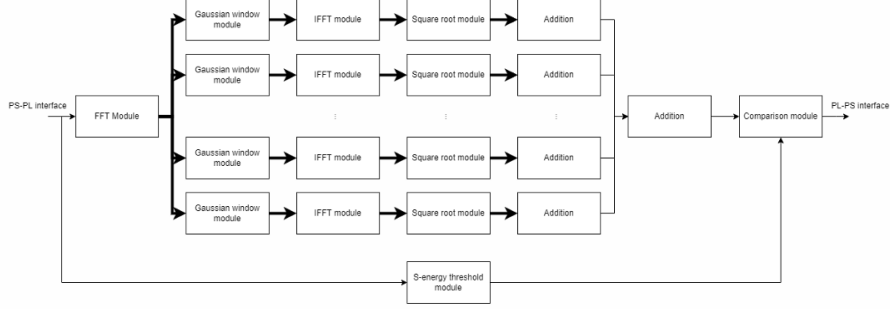 Gaussian window
module
IFFT module
Square root module
Addition
Gaussian window
module
IFFT module
Square root module
Addition
PS-PL interface
FFT Module
Addition
Comparison module
PL-PS interface
Gaussian window
module
IFFT module
Square root module
Addition
Gaussian window
module
IFFT module
Square root module
Addition
S-energy threshold
module